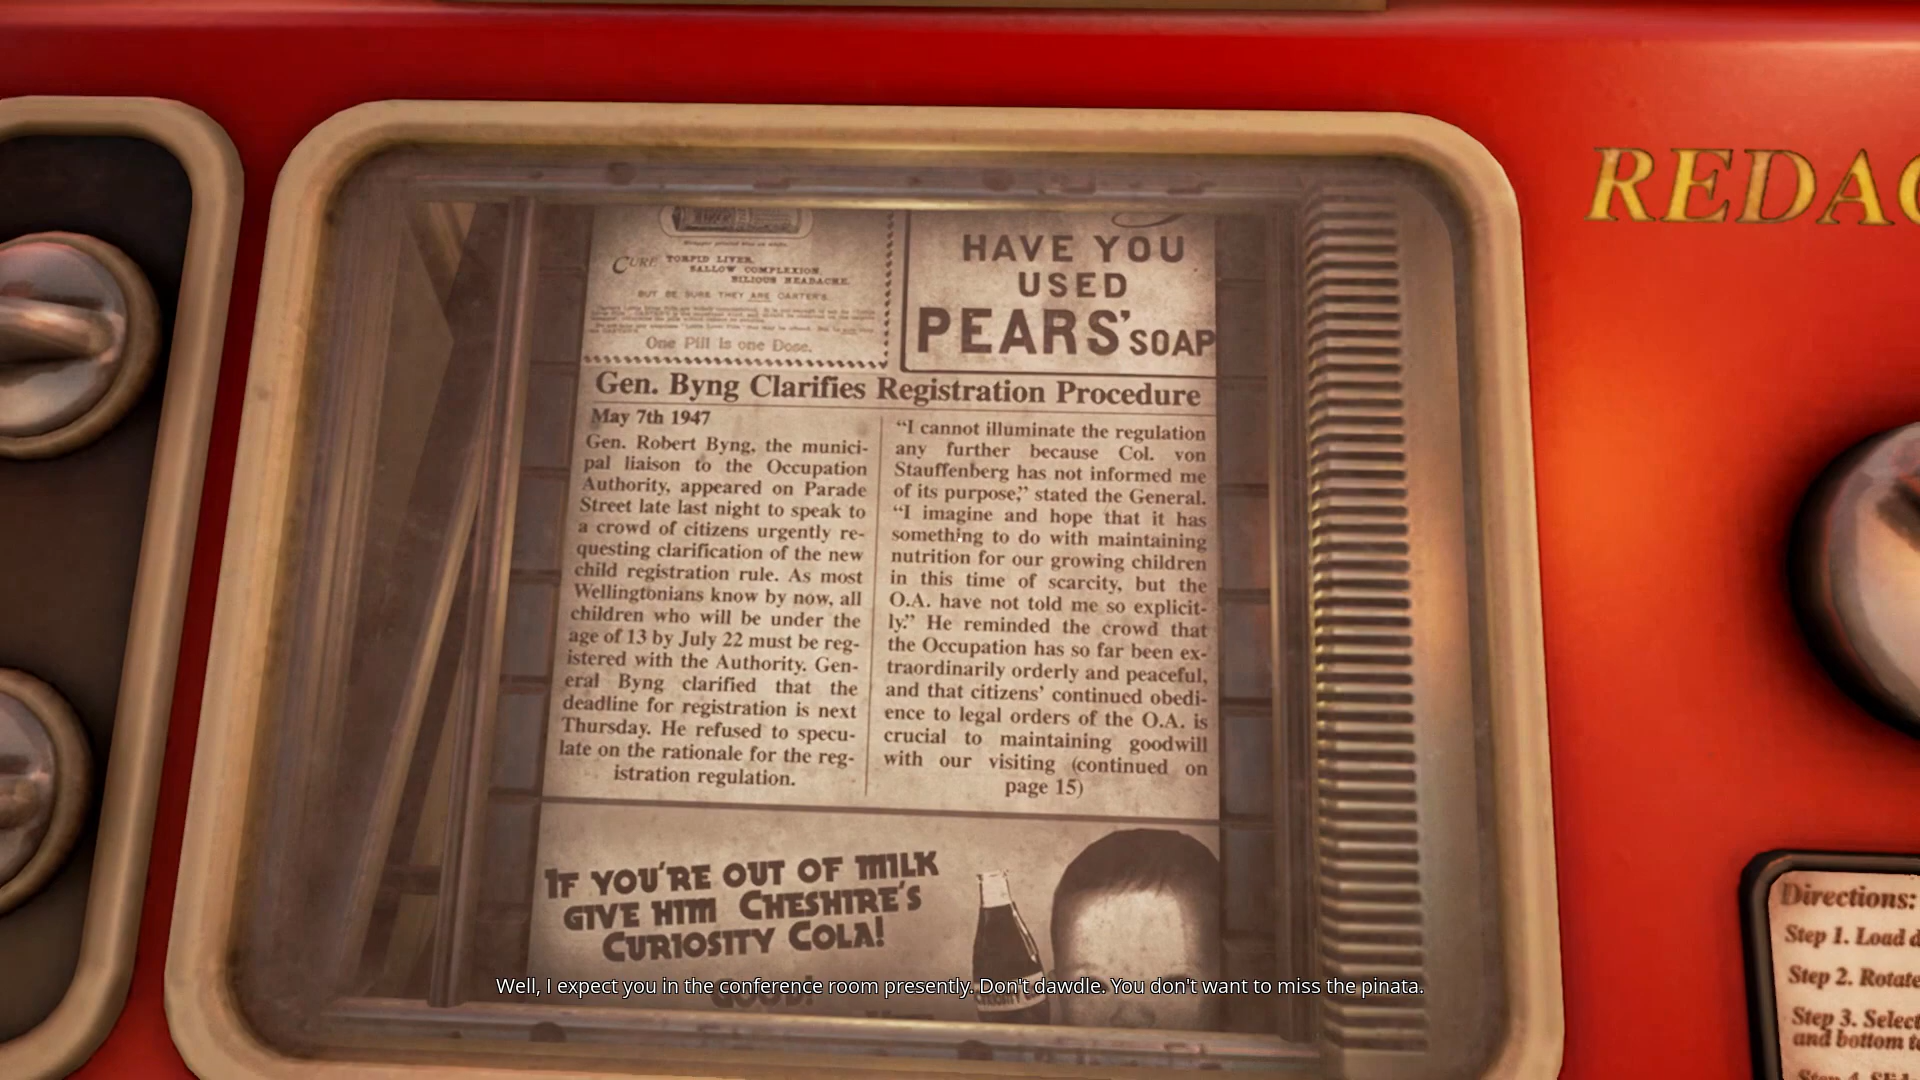 REDAC
CURE TORPID LIVER,
SALLOW COMPLEXION,
BILIOUS HEADACHE.
BUT BE SURE THEY ARE CARTER'S.
One Pill Is one Dose.
HAVE YOU
USED
PEARS' SOAP
Gen. Byng Clarifies Registration Procedure
May 7th 1947
Gen. Robert Byng, the munici-
pal liaison to the Occupation
Authority, appeared on Parade
Street late last night to speak to
a crowd of citizens urgently re-
questing clarification of the new
child registration rule. As most
Wellingtonians know by now, all
children who will be under the
age of 13 by July 22 must be reg-
istered with the Authority. Gen-
eral Byng clarified that the
deadline for registration is next
Thursday. He refused to specu-
late on the rationale for the reg-
istration regulation.
“I cannot illuminate the regulation
any further because Col. von
Stauffenberg has not informed me
of its purpose,” stated the General.
“I imagine and hope that it has
something to do with maintaining
nutrition for our growing children
in this time of scarcity, but the
O.A. have not told me so explicit-
ly.” He reminded the crowd that
the Occupation has so far been ex-
traordinarily orderly and peaceful,
and that citizens’ continued obedi-
ence to legal orders of the O.A. is
crucial to maintaining goodwill
with our visiting (continued on
page 15)
IF YOU'RE OUT OF MILK
GIVE HIM CHESHIRE'S
CURIOSITY COLA!
Well, I expect you in the conference room presently. Don't dawdle. You don't want to miss the pinata.
Directions:
Step 1. Load d
Step 2. Rotate
Step 3. Select
and bottom t